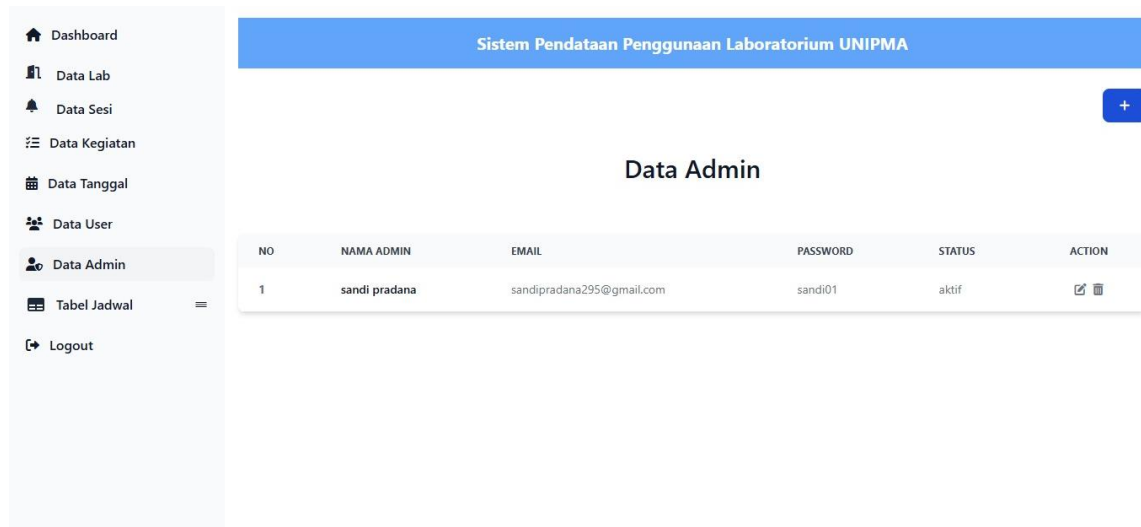 Dashboard
Data Lab
Data Sesi
Data Kegiatan
Data Tanggal
Data User
Data Admin
Tabel Jadwal
Logout
Sistem Pendataan Penggunaan Laboratorium UNIPMA
+
Data Admin
NO NAMA ADMIN EMAIL PASSWORD STATUS ACTION
1 sandi pradana sandipradana295@gmail.com sandi01 aktif